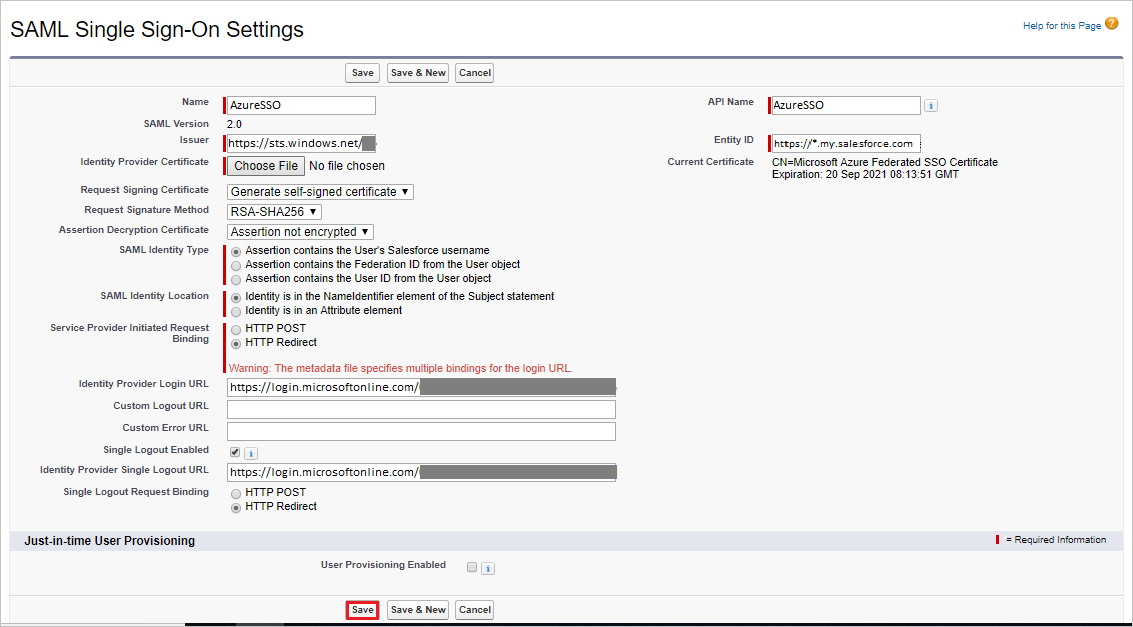 SAML Single Sign-On Settings
Help for this Page ?
Save Save & New Cancel
Name AzureSSO API Name AzureSSO i
SAML Version 2.0
Issuer https://sts.windows.net/ Entity ID https://*.my.salesforce.com
Identity Provider Certificate Choose File No file chosen Current Certificate CN=Microsoft Azure Federated SSO Certificate
Expiration: 20 Sep 2021 08:13:51 GMT
Request Signing Certificate Generate self-signed certificate
Request Signature Method RSA-SHA256
Assertion Decryption Certificate Assertion not encrypted
SAML Identity Type Assertion contains the User's Salesforce username
Assertion contains the Federation ID from the User object
Assertion contains the User ID from the User object
SAML Identity Location Identity is in the NameIdentifier element of the Subject statement
Identity is in an Attribute element
Service Provider Initiated Request HTTP POST
Binding HTTP Redirect
Warning: The metadata file specifies multiple bindings for the login URL.
Identity Provider Login URL https://login.microsoftonline.com/
Custom Logout URL
Custom Error URL
Single Logout Enabled i
Identity Provider Single Logout URL https://login.microsoftonline.com/
Single Logout Request Binding HTTP POST
HTTP Redirect
Just-in-time User Provisioning = Required Information
User Provisioning Enabled i
Save Save & New Cancel